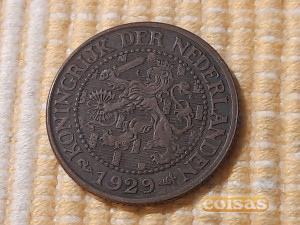 KONINGRIJK DER NEDERLANDEN
1929
coisas